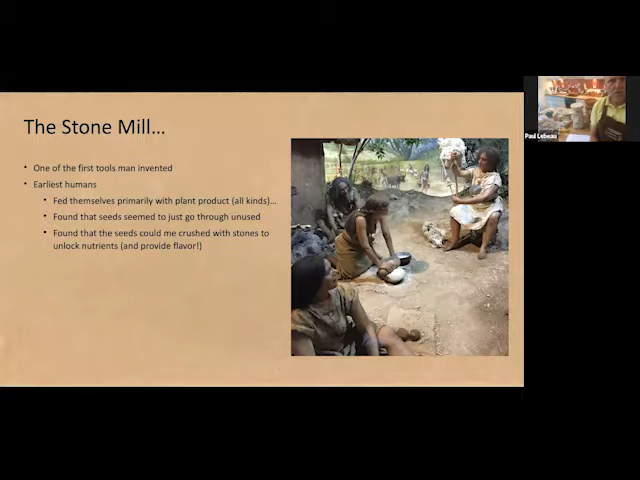 The Stone Mill...
• One of the first tools man invented
• Earliest humans
• Fed themselves primarily with plant product (all kinds)...
• Found that seeds seemed to just go through unused
• Found that the seeds could me crushed with stones to
unlock nutrients (and provide flavor!)
Paul Lebeau